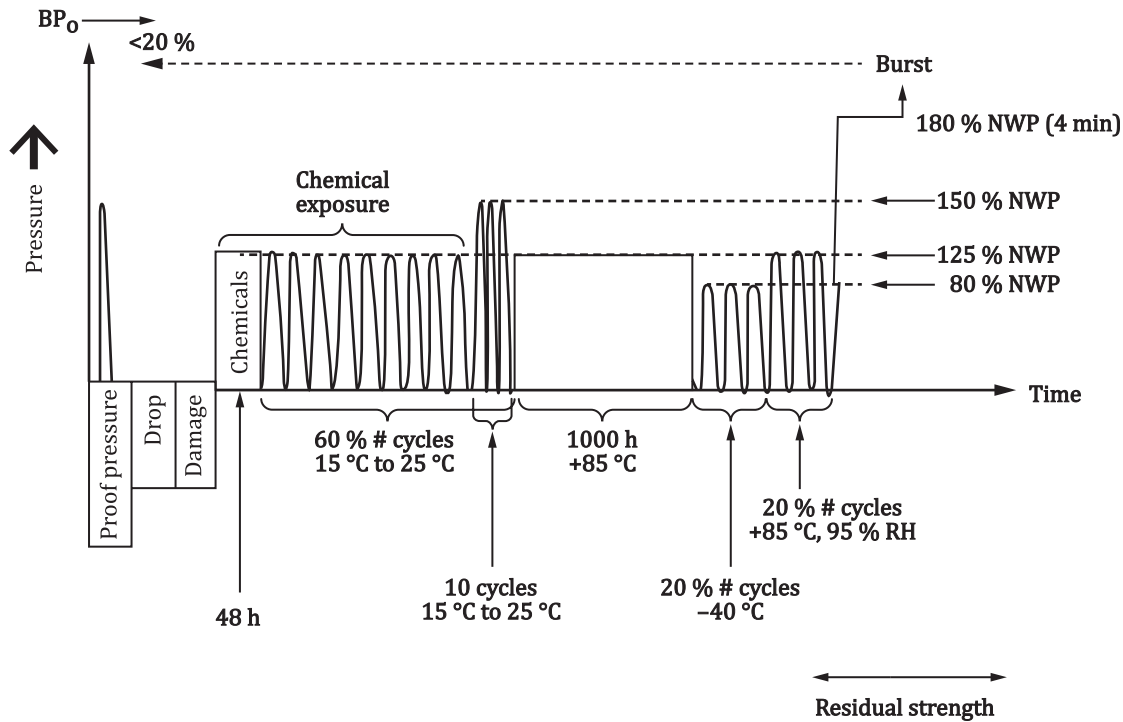 BPO
<20 %
Burst
180 % NWP (4 min)
Pressure
Chemical
exposure
150 % NWP
125 % NWP
80 % NWP
Chemicals
Time
Proof pressure
Drop
Damage
60 % # cycles
15 °C to 25 °C
1000 h
+85 °C
20 % # cycles
+85 °C, 95 % RH
48 h
10 cycles
15 °C to 25 °C
20 % # cycles
–40 °C
Residual strength